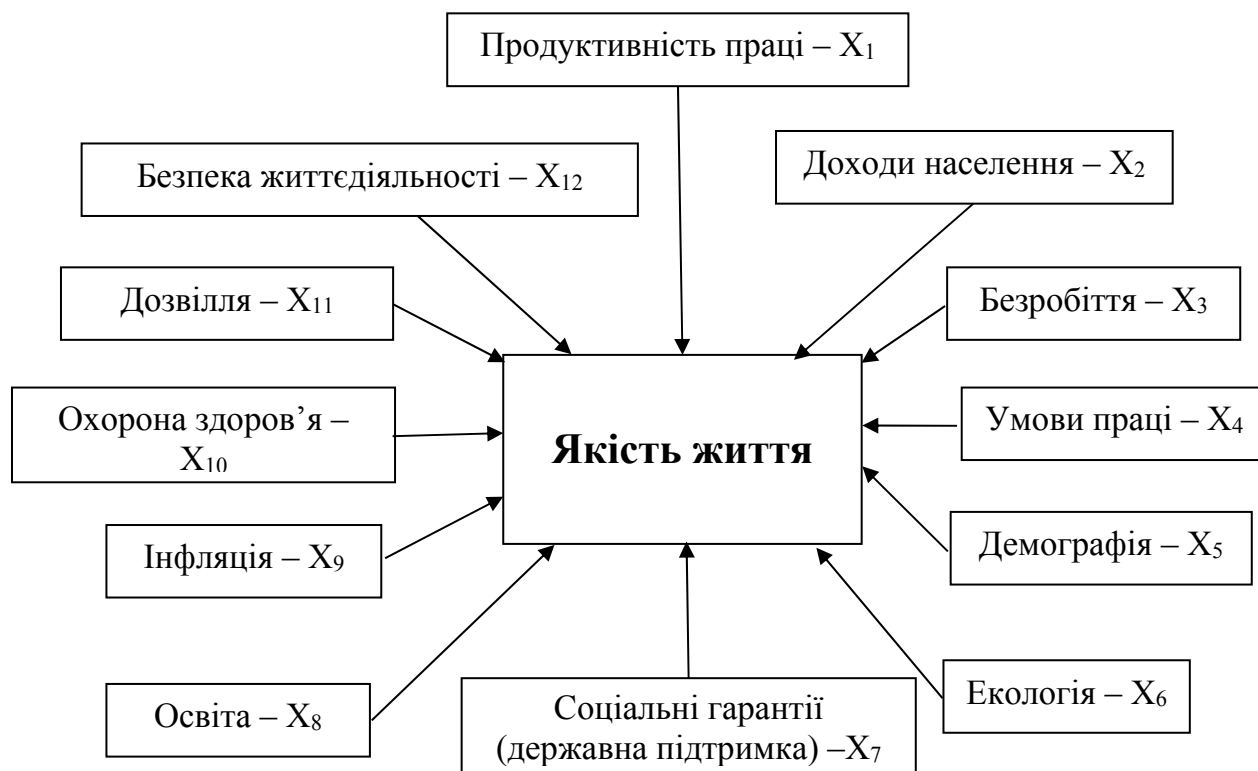 Продуктивність праці – X₁
Доходи населення – X₂
Безпека життєдіяльності – X₁₂
Дозвілля – X₁₁
Безробіття – X₃
Охорона здоров’я –
X₁₀
Умови праці – X₄
Якість життя
Інфляція – X₉
Демографія – X₅
Освіта – X₈
Соціальні гарантії
(державна підтримка) –X₇
Екологія – X₆